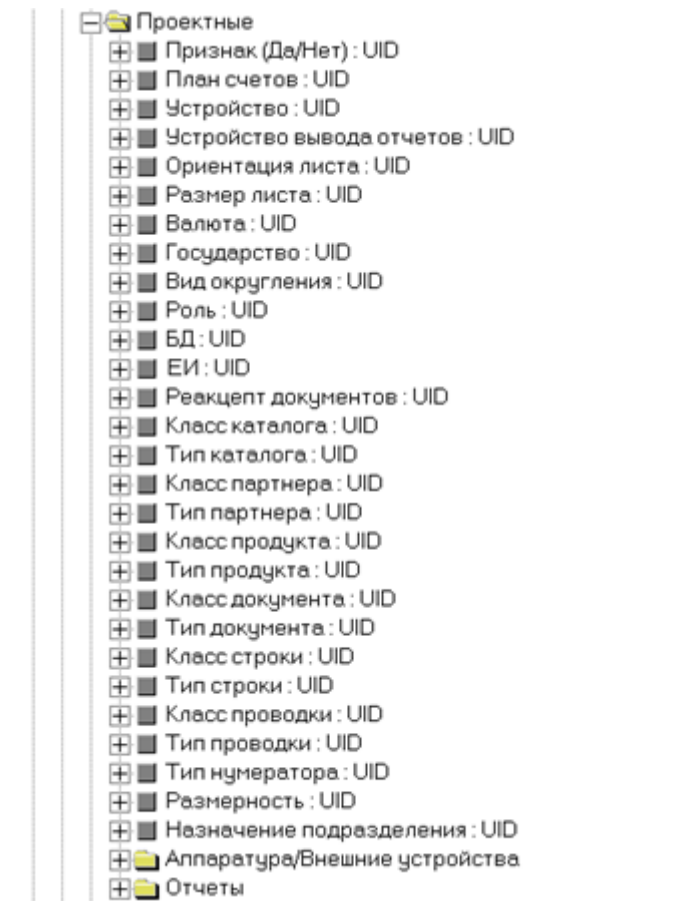 Проектные
Признак (Да/Нет) : UID
План счетов : UID
Устройство : UID
Устройство вывода отчетов : UID
Ориентация листа : UID
Размер листа : UID
Валюта : UID
Государство : UID
Вид округления : UID
Роль : UID
БД : UID
ЕИ : UID
Реакцепт документов : UID
Класс каталога : UID
Тип каталога : UID
Класс партнера : UID
Тип партнера : UID
Класс продукта : UID
Тип продукта : UID
Класс документа : UID
Тип документа : UID
Класс строки : UID
Тип строки : UID
Класс проводки : UID
Тип проводки : UID
Тип нумератора : UID
Размерность : UID
Назначение подразделения : UID
Аппаратура/Внешние устройства
Отчеты